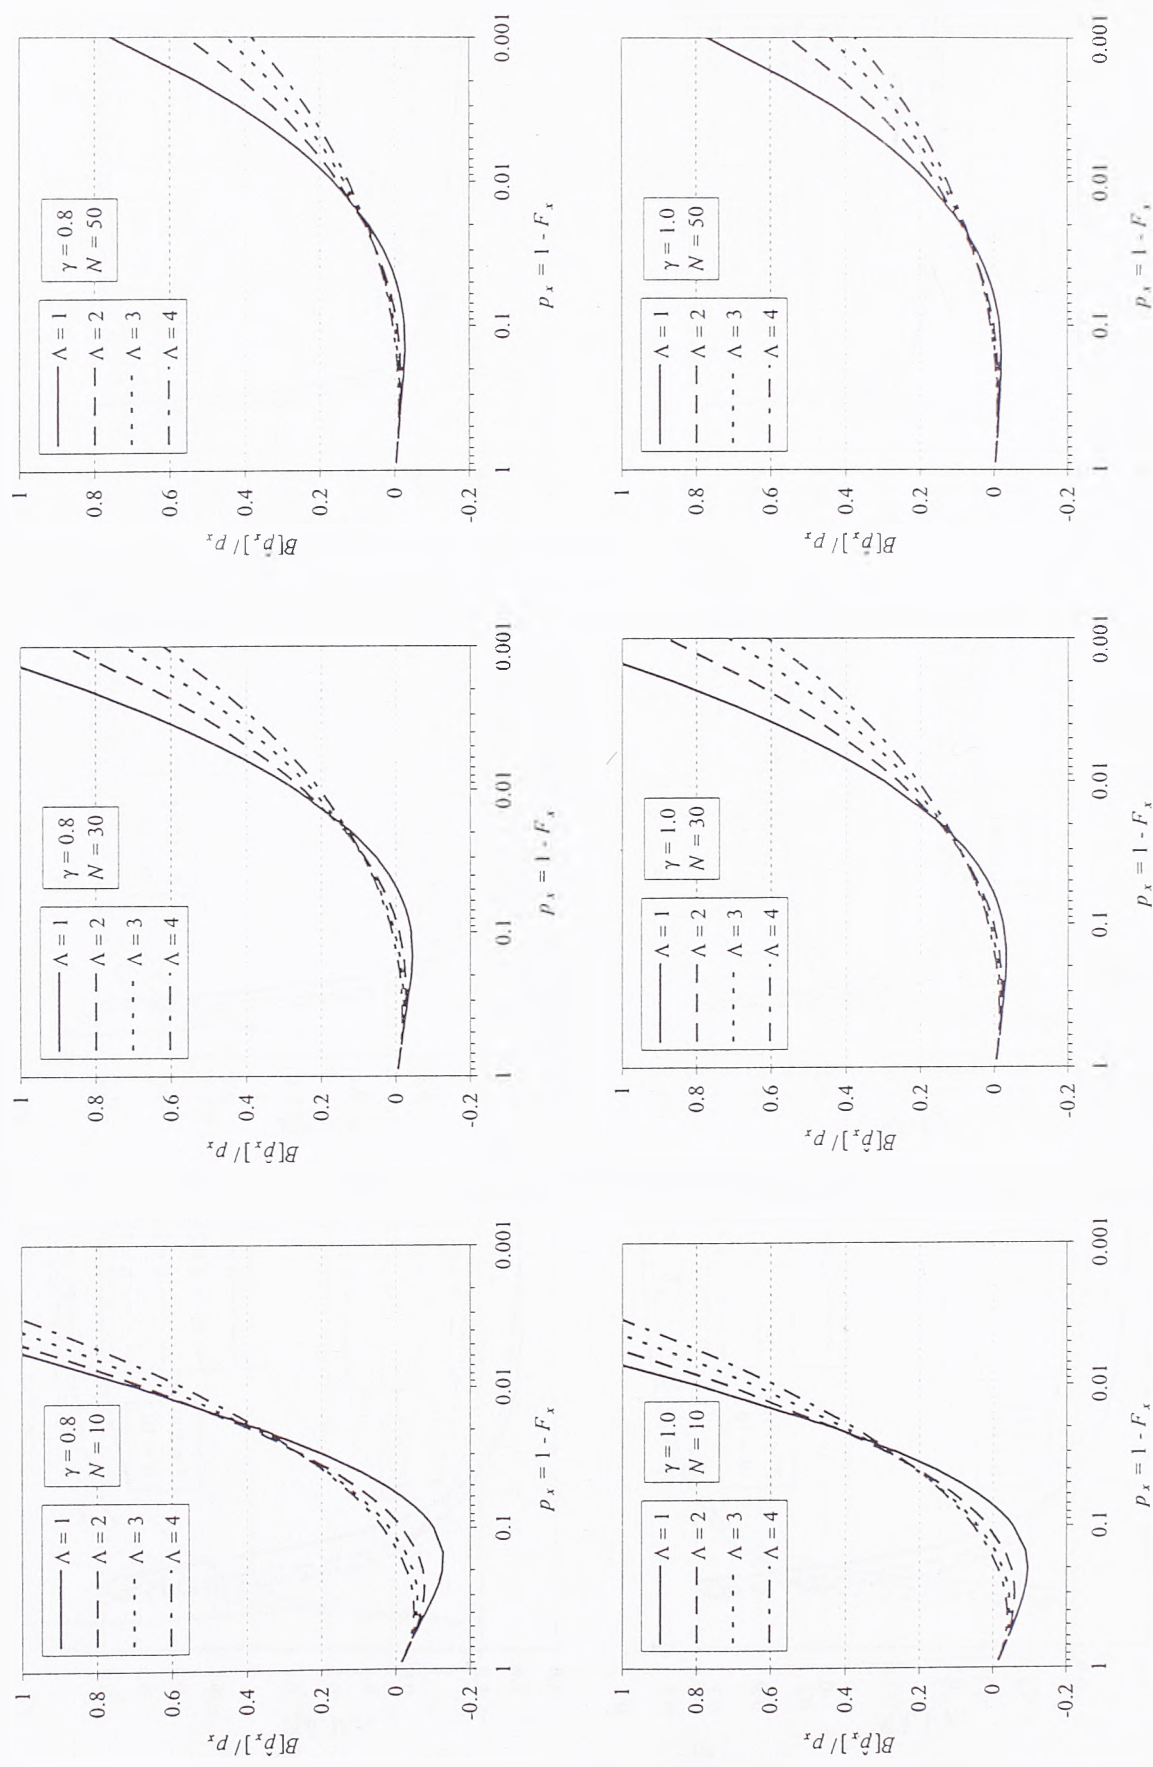 1
0.8
0.6
0.4
0.2
0
-0.2
B[p̂x] / px
Λ = 1
Λ = 2
Λ = 3
Λ = 4
γ = 0.8
N = 10
1 0.1 0.01 0.001
px = 1 - Fx
1
0.8
0.6
0.4
0.2
0
-0.2
B[p̂x] / px
Λ = 1
Λ = 2
Λ = 3
Λ = 4
γ = 0.8
N = 30
1 0.1 0.01 0.001
px = 1 - Fx
1
0.8
0.6
0.4
0.2
0
-0.2
B[p̂x] / px
Λ = 1
Λ = 2
Λ = 3
Λ = 4
γ = 0.8
N = 50
1 0.1 0.01 0.001
px = 1 - Fx
1
0.8
0.6
0.4
0.2
0
-0.2
B[p̂x] / px
Λ = 1
Λ = 2
Λ = 3
Λ = 4
γ = 1.0
N = 10
1 0.1 0.01 0.001
px = 1 - Fx
1
0.8
0.6
0.4
0.2
0
-0.2
B[p̂x] / px
Λ = 1
Λ = 2
Λ = 3
Λ = 4
γ = 1.0
N = 30
1 0.1 0.01 0.001
px = 1 - Fx
1
0.8
0.6
0.4
0.2
0
-0.2
B[p̂x] / px
Λ = 1
Λ = 2
Λ = 3
Λ = 4
γ = 1.0
N = 50
1 0.1 0.01 0.001
px = 1 - Fx